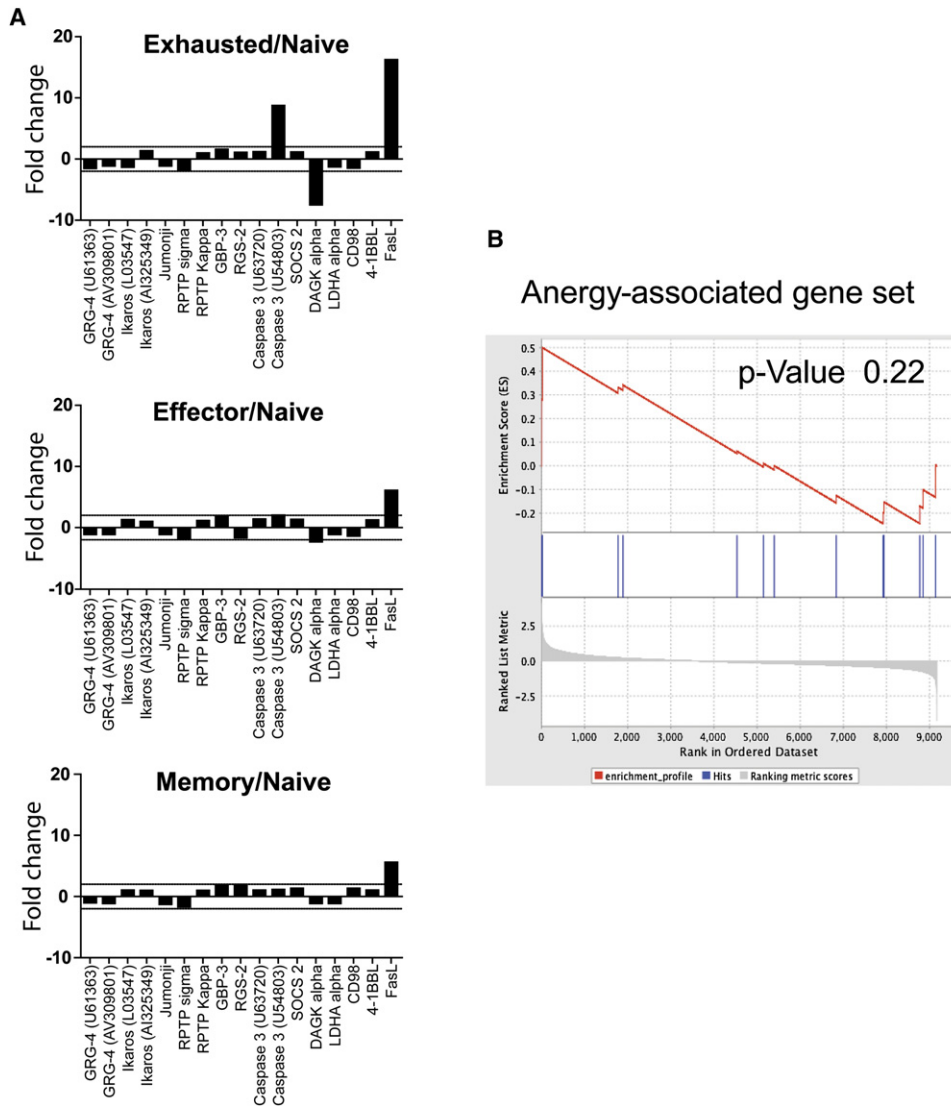 A
Exhausted/Naive
Fold change
20
10
0
-10
GRG-4 (U61363)
GRG-4 (AV309801)
Ikaros (L03547)
Ikaros (AI325349)
Jumonji
RPTP sigma
RPTP Kappa
GBP-3
RGS-2
Caspase 3 (U63720)
Caspase 3 (U54803)
SOCS 2
DAGK alpha
LDHA alpha
CD98
4-1BBL
FasL
Effector/Naive
Fold change
20
10
0
-10
GRG-4 (U61363)
GRG-4 (AV309801)
Ikaros (L03547)
Ikaros (AI325349)
Jumonji
RPTP sigma
RPTP Kappa
GBP-3
RGS-2
Caspase 3 (U63720)
Caspase 3 (U54803)
SOCS 2
DAGK alpha
LDHA alpha
CD98
4-1BBL
FasL
Memory/Naive
Fold change
20
10
0
-10
GRG-4 (U61363)
GRG-4 (AV309801)
Ikaros (L03547)
Ikaros (AI325349)
Jumonji
RPTP sigma
RPTP Kappa
GBP-3
RGS-2
Caspase 3 (U63720)
Caspase 3 (U54803)
SOCS 2
DAGK alpha
LDHA alpha
CD98
4-1BBL
FasL
B
Anergy-associated gene set
p-Value 0.22
Enrichment Score (ES)
0.5
0.4
0.3
0.2
0.1
0.0
-0.1
-0.2
Ranked List Metric
2.5
0.0
-2.5
0 1,000 2,000 3,000 4,000 5,000 6,000 7,000 8,000 9,000
Rank in Ordered Dataset
enrichment_profile Hits Ranking metric scores